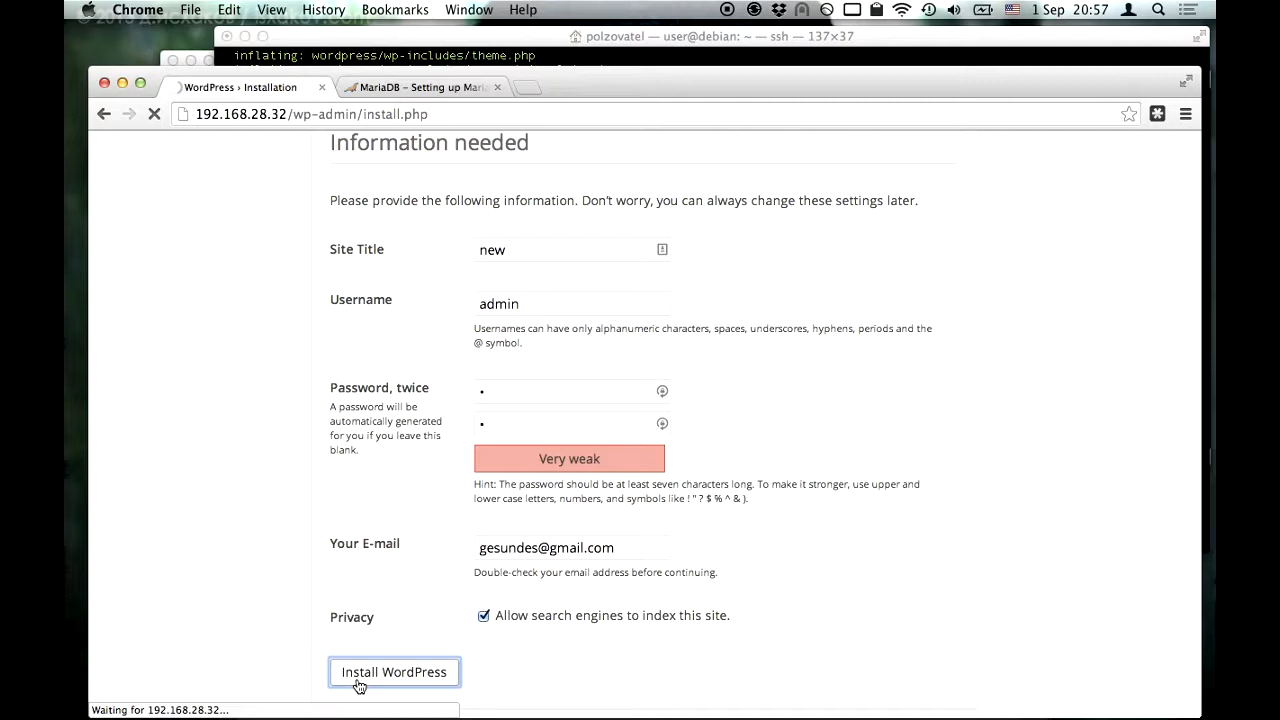 Chrome File Edit View History Bookmarks Window Help 1 Sep 20:57
polzovatel — user@debian: ~ — ssh — 137×37
inflating: wordpress/wp-includes/theme.php
WordPress › Installation MariaDB – Setting up Maria
192.168.28.32/wp-admin/install.php
Information needed
Please provide the following information. Don't worry, you can always change these settings later.
Site Title new
Username admin
Usernames can have only alphanumeric characters, spaces, underscores, hyphens, periods and the
@ symbol.
Password, twice
A password will be
automatically generated
for you if you leave this
blank.
Very weak
Hint: The password should be at least seven characters long. To make it stronger, use upper and
lower case letters, numbers, and symbols like ! " ? $ % ^ & ).
Your E-mail gesundes@gmail.com
Double-check your email address before continuing.
Privacy Allow search engines to index this site.
Install WordPress
Waiting for 192.168.28.32...